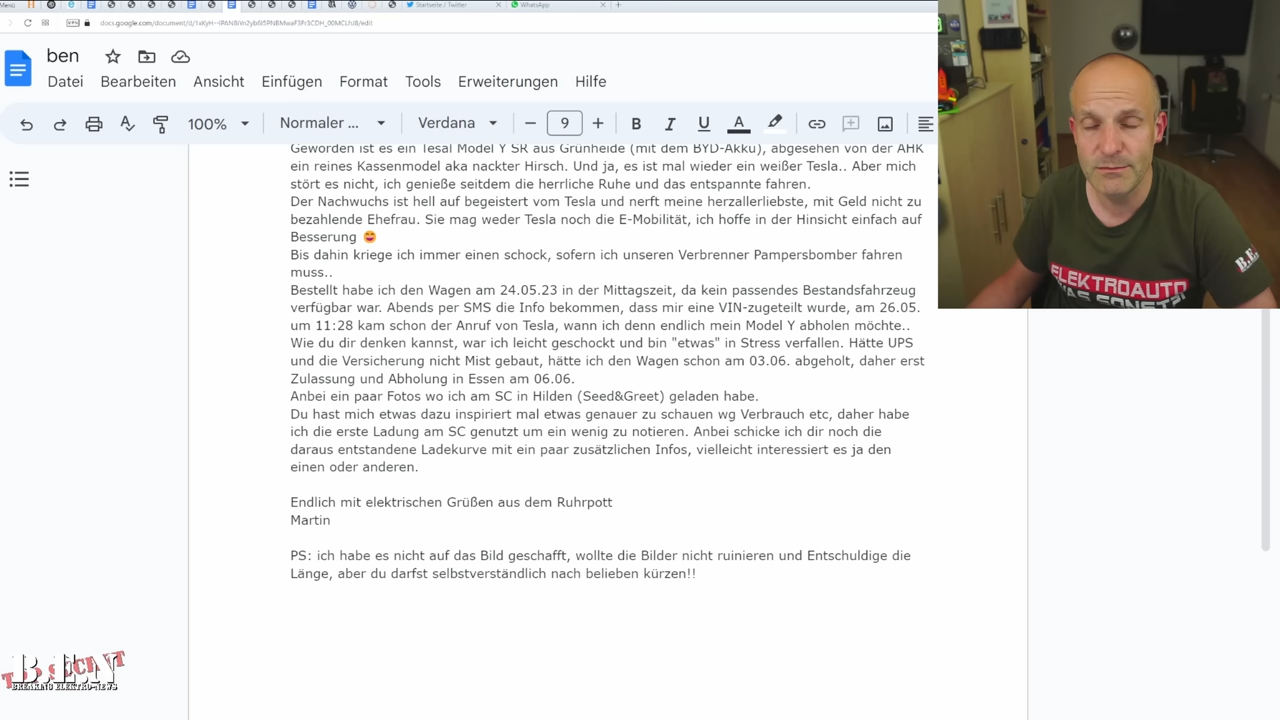 Startseite / Twitter
WhatsApp
ben
Datei Bearbeiten Ansicht Einfügen Format Tools Erweiterungen Hilfe
100% Normaler ... Verdana 9 B I U A
Geworden ist es ein Tesal Model Y SR aus Grünheide (mit dem BYD-Akku), abgesehen von der AHK
ein reines Kassenmodel aka nackter Hirsch. Und ja, es ist mal wieder ein weißer Tesla.. Aber mich
stört es nicht, ich genieße seitdem die herrliche Ruhe und das entspannte fahren.
Der Nachwuchs ist hell auf begeistert vom Tesla und nerft meine herzallerliebste, mit Geld nicht zu
bezahlende Ehefrau. Sie mag weder Tesla noch die E-Mobilität, ich hoffe in der Hinsicht einfach auf
Besserung 😄
Bis dahin kriege ich immer einen schock, sofern ich unseren Verbrenner Pampersbomber fahren
muss..
Bestellt habe ich den Wagen am 24.05.23 in der Mittagszeit, da kein passendes Bestandsfahrzeug
verfügbar war. Abends per SMS die Info bekommen, dass mir eine VIN-zugeteilt wurde, am 26.05.
um 11:28 kam schon der Anruf von Tesla, wann ich denn endlich mein Model Y abholen möchte..
Wie du dir denken kannst, war ich leicht geschockt und bin "etwas" in Stress verfallen. Hätte UPS
und die Versicherung nicht Mist gebaut, hätte ich den Wagen schon am 03.06. abgeholt, daher erst
Zulassung und Abholung in Essen am 06.06.
Anbei ein paar Fotos wo ich am SC in Hilden (Seed&Greet) geladen habe.
Du hast mich etwas dazu inspiriert mal etwas genauer zu schauen wg Verbrauch etc, daher habe
ich die erste Ladung am SC genutzt um ein wenig zu notieren. Anbei schicke ich dir noch die
daraus entstandene Ladekurve mit ein paar zusätzlichen Infos, vielleicht interessiert es ja den
einen oder anderen.
Endlich mit elektrischen Grüßen aus dem Ruhrpott
Martin
PS: ich habe es nicht auf das Bild geschafft, wollte die Bilder nicht ruinieren und Entschuldige die
Länge, aber du darfst selbstverständlich nach belieben kürzen!!
ELEKTROAUTO
B.E.N
BREAKING ELEKTRO-NEWS